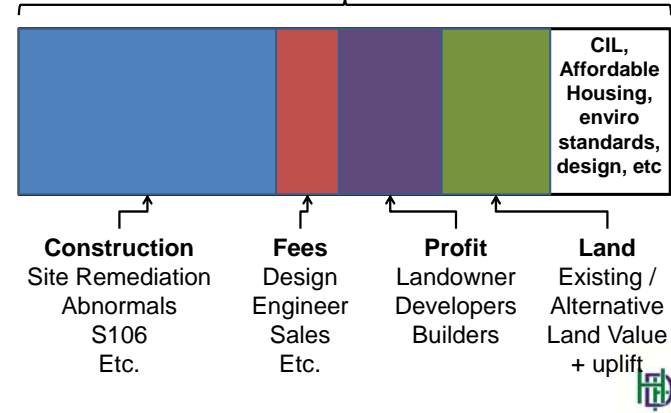 CIL,
Affordable
Housing,
enviro
standards,
design, etc
Construction
Site Remediation
Abnormals
S106
Etc.
Fees
Design
Engineer
Sales
Etc.
Profit
Landowner
Developers
Builders
Land
Existing /
Alternative
Land Value
+ uplift